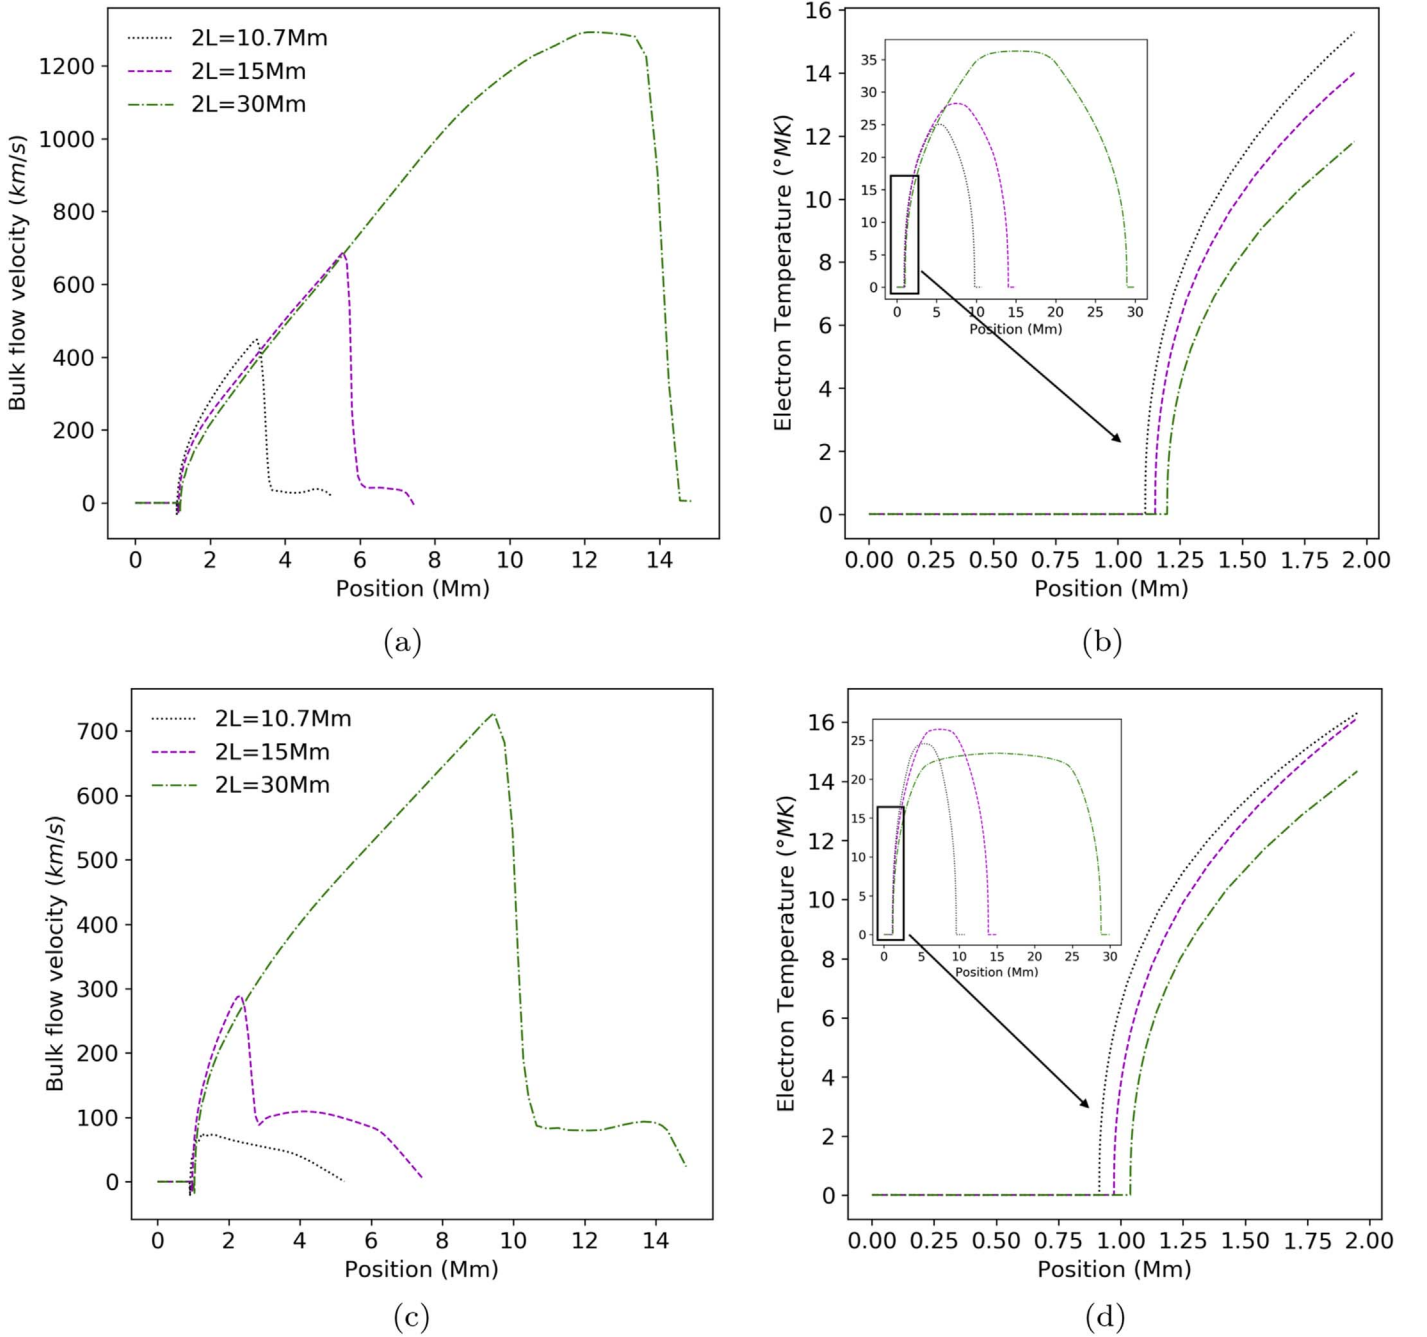 2L=10.7Mm
2L=15Mm
2L=30Mm
1200
1000
800
600
400
200
0
Bulk flow velocity (km/s)
0 2 4 6 8 10 12 14
Position (Mm)
(a)
16
14
12
10
8
6
4
2
0
Electron Temperature (°MK)
35
30
25
20
15
10
5
0
0 5 10 15 20 25 30
Position (Mm)
0.00 0.25 0.50 0.75 1.00 1.25 1.50 1.75 2.00
Position (Mm)
(b)
2L=10.7Mm
2L=15Mm
2L=30Mm
700
600
500
400
300
200
100
0
Bulk flow velocity (km/s)
0 2 4 6 8 10 12 14
Position (Mm)
(c)
16
14
12
10
8
6
4
2
0
Electron Temperature (°MK)
25
20
15
10
5
0
0 5 10 15 20 25 30
Position (Mm)
0.00 0.25 0.50 0.75 1.00 1.25 1.50 1.75 2.00
Position (Mm)
(d)